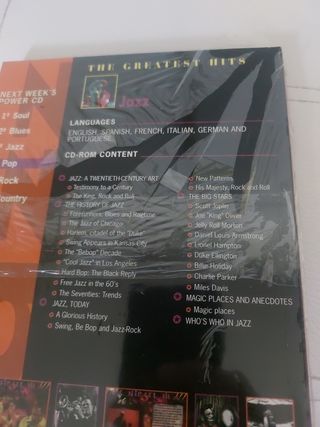 THE GREATEST HITS
NEXT WEEK'S
POWER CD
1ª Soul
2ª Blues
3ª Jazz
Pop
Rock
Country
Jazz
LANGUAGES
ENGLISH, SPANISH, FRENCH, ITALIAN, GERMAN AND
PORTUGUESE.
CD-ROM CONTENT
JAZZ: A TWENTIETH-CENTURY ART
Testimony to a Century
The King, Rock and Roll
THE HISTORY OF JAZZ
Forerunners: Blues and Ragtime
The Jazz of Chicago
Harlem, citadel of the "Duke"
Swing Appears in Kansas City
The "Bebop" Decade
"Cool Jazz" in Los Angeles
Hard Bop: The Black Reply
Free Jazz in the 60's
The Seventies: Trends
JAZZ, TODAY
A Glorious History
Swing, Be Bop and Jazz-Rock
New Patterns
His Majesty, Rock and Roll
THE BIG STARS
Scott Joplin
Joe "King" Oliver
Jelly Roll Morton
Daniel Louis Armstrong
Lionel Hampton
Duke Ellington
Billie Holiday
Charlie Parker
Miles Davis
MAGIC PLACES AND ANECDOTES
Magic places
WHO'S WHO IN JAZZ